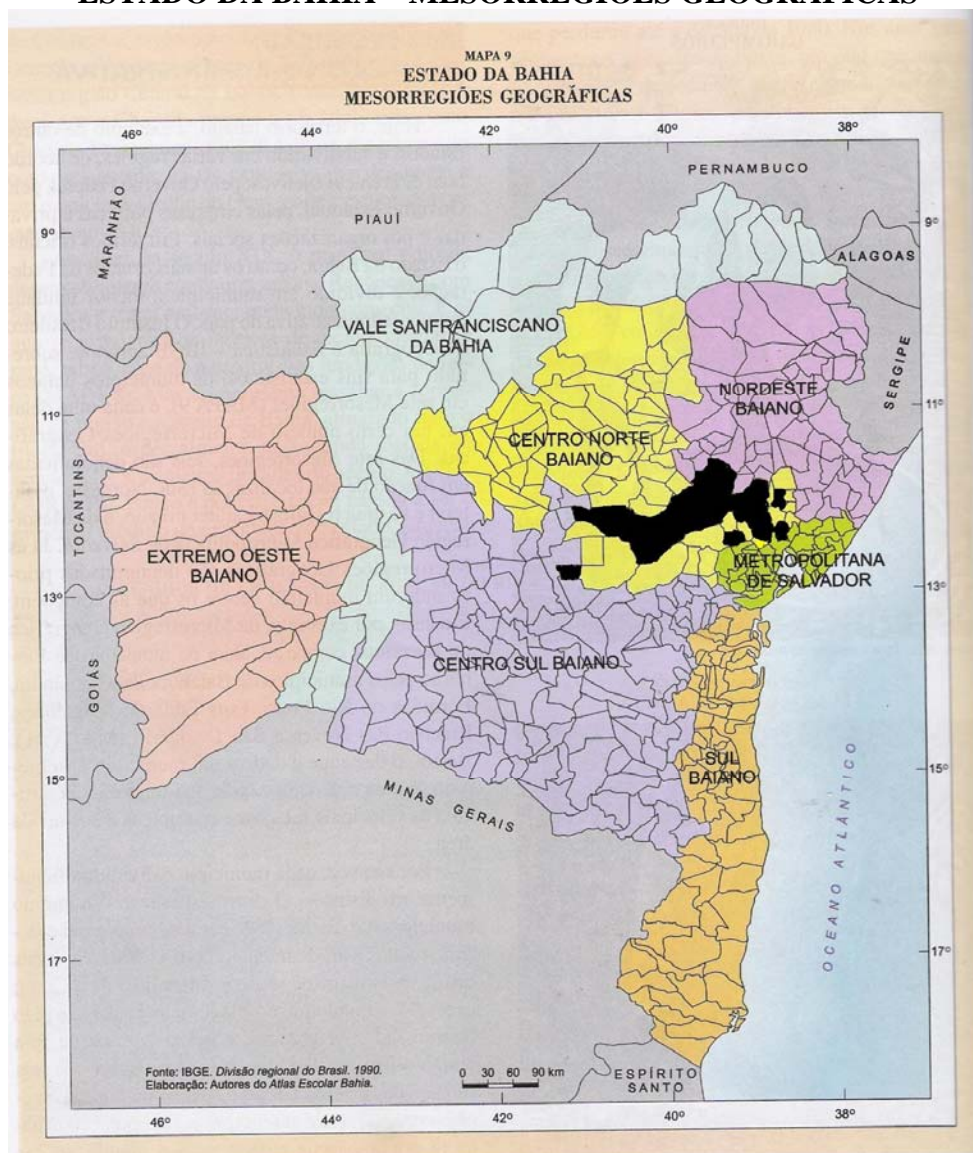 ESTADO DA BAHIA – MESORREGIÕES GEOGRÁFICAS
MAPA 9
ESTADO DA BAHIA
MESORREGIÕES GEOGRÁFICAS
46º 44º 42º 40º 38º
PERNAMBUCO
MARANHÃO
PIAUÍ
9º
9º
ALAGOAS
VALE SANFRANCISCANO
DA BAHIA
SERGIPE
NORDESTE
BAIANO
11º
11º
CENTRO NORTE
BAIANO
TOCANTINS
EXTREMO OESTE
BAIANO
METROPOLITANA
DE SALVADOR
13º
13º
GOIÁS
CENTRO SUL BAIANO
SUL
BAIANO
15º
15º
MINAS GERAIS
OCEANO ATLÂNTICO
17º
17º
Fonte: IBGE. Divisão regional do Brasil. 1990.
Elaboração: Autores do Atlas Escolar Bahia.
0 30 60 90 km
ESPÍRITO
SANTO
46º 44º 42º 40º 38º